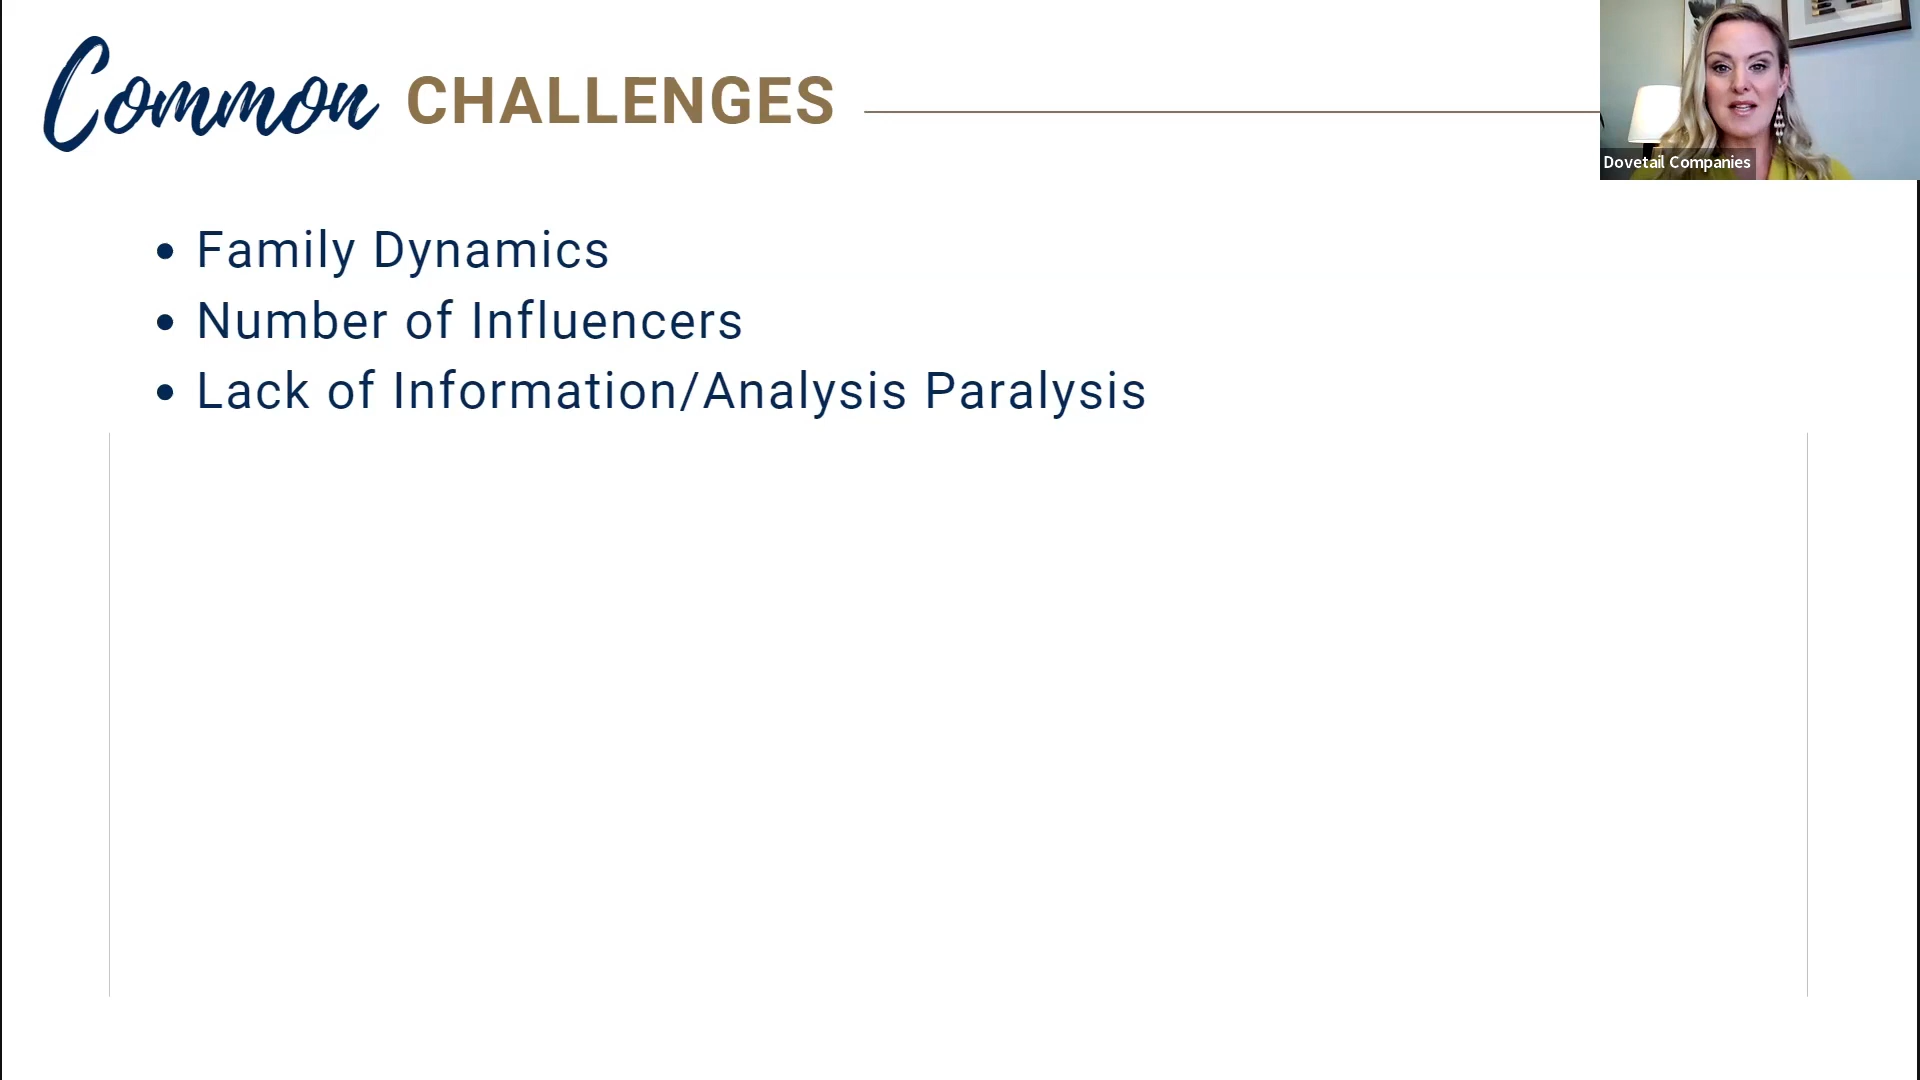 Common CHALLENGES
Dovetail Companies
• Family Dynamics
• Number of Influencers
• Lack of Information/Analysis Paralysis